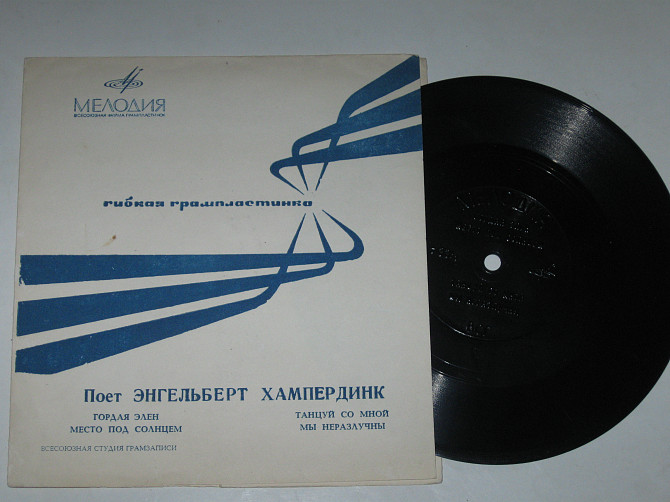 МЕЛОДИЯ
ВСЕСОЮЗНАЯ ФИРМА ГРАМПЛАСТИНОК
гибкая грампластинка
Поет ЭНГЕЛЬБЕРТ ХАМПЕРДИНК
ГОРДАЯ ЭЛЕН
МЕСТО ПОД СОЛНЦЕМ
ТАНЦУЙ СО МНОЙ
МЫ НЕРАЗЛУЧНЫ
ВСЕСОЮЗНАЯ СТУДИЯ ГРАМЗАПИСИ